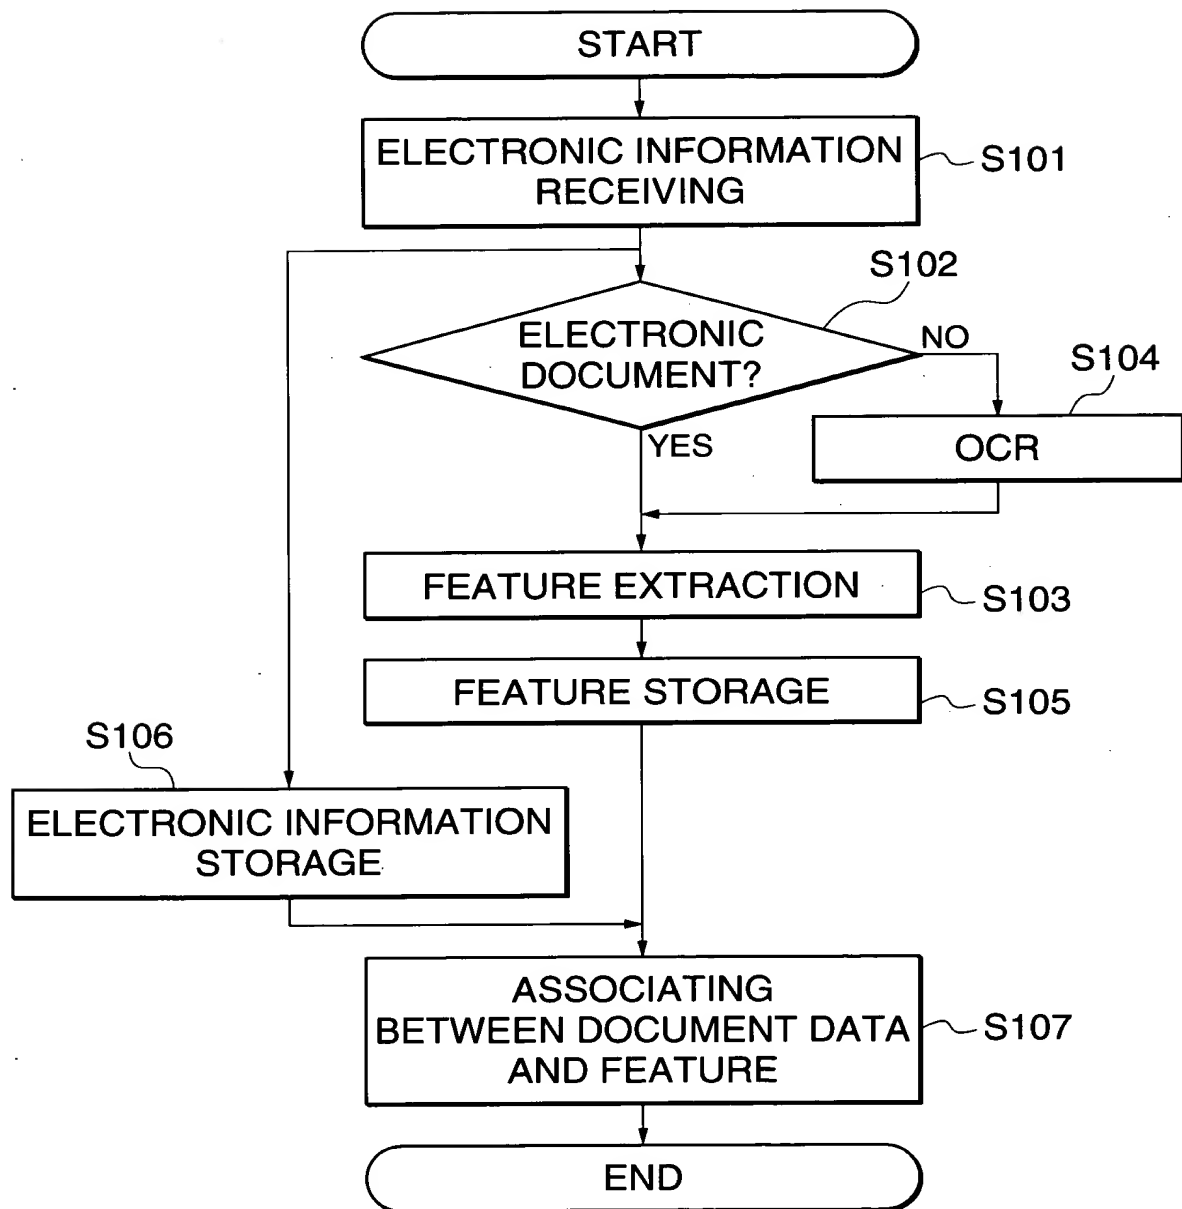 START
ELECTRONIC INFORMATION
RECEIVING
S101
S102
ELECTRONIC
DOCUMENT?
NO
S104
YES
OCR
FEATURE EXTRACTION
S103
FEATURE STORAGE
S105
S106
ELECTRONIC INFORMATION
STORAGE
ASSOCIATING
BETWEEN DOCUMENT DATA
AND FEATURE
S107
END